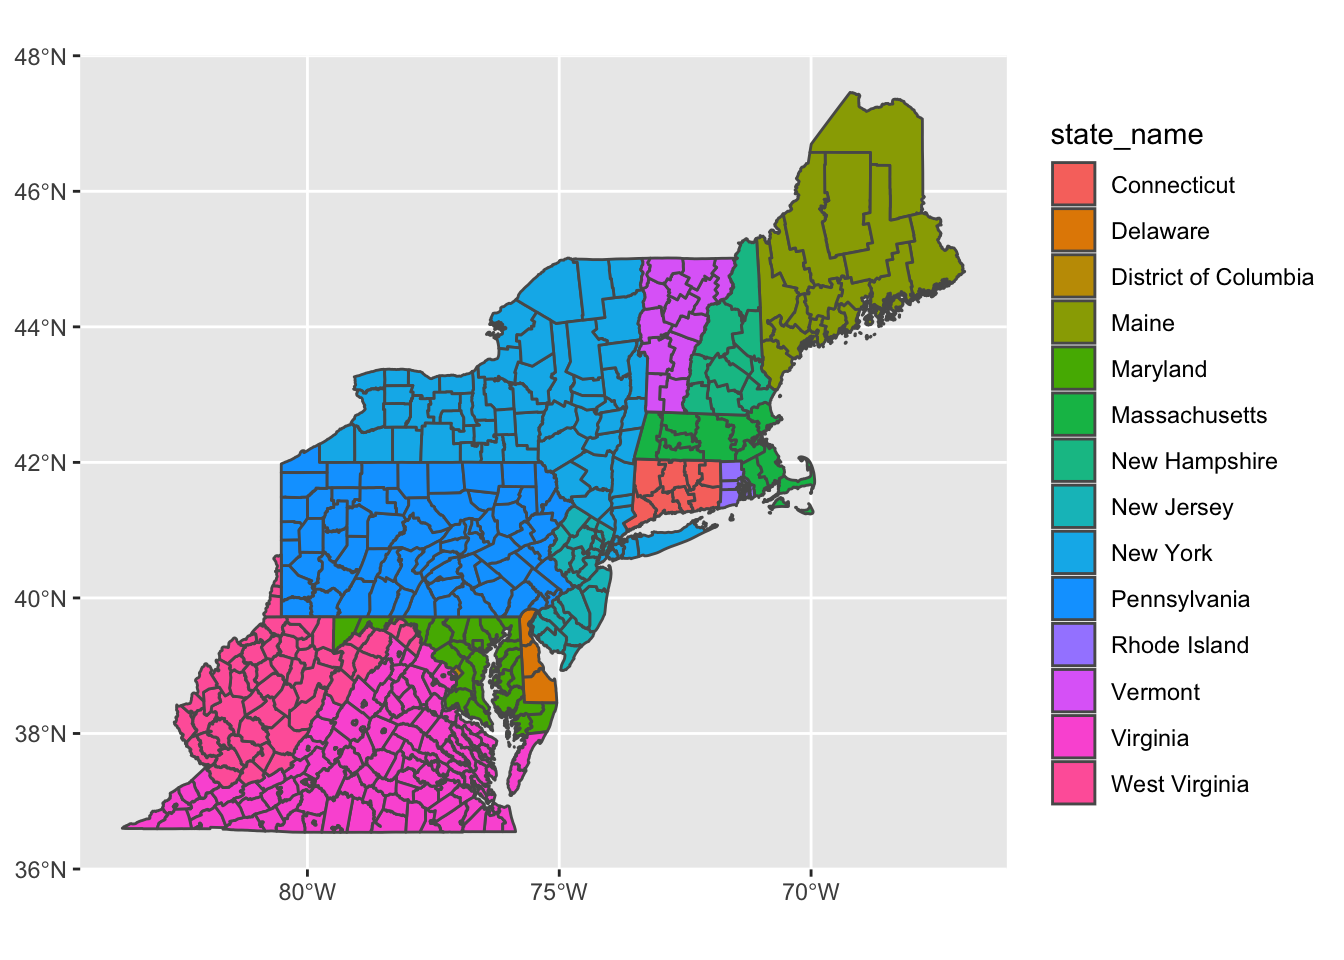 48°N
46°N
44°N
42°N
40°N
38°N
36°N
80°W
75°W
70°W
state_name
Connecticut
Delaware
District of Columbia
Maine
Maryland
Massachusetts
New Hampshire
New Jersey
New York
Pennsylvania
Rhode Island
Vermont
Virginia
West Virginia